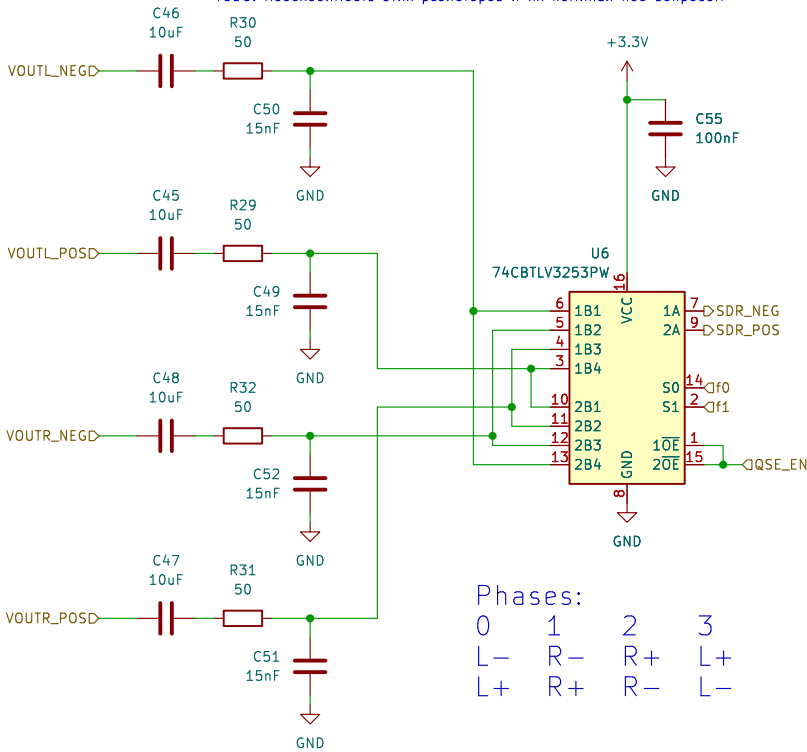 C46
10uF
R30
50
VOUTL_NEG
C50
15nF
GND
+3.3V
C55
100nF
GND
C45
10uF
R29
50
VOUTL_POS
C49
15nF
GND
U6
74CBTLV3253PW
16
VCC
6 1B1
5 1B2
4 1B3
3 1B4
10 2B1
11 2B2
12 2B3
13 2B4
1A 7 SDR_NEG
2A 9 SDR_POS
S0 14 f0
S1 2 f1
1OE 1
2OE 15
QSE_EN
GND
8
GND
C48
10uF
R32
50
VOUTR_NEG
C52
15nF
GND
C47
10uF
R31
50
VOUTR_POS
C51
15nF
GND
Phases:
0 1 2 3
L- R- R+ L+
L+ R+ R- L-